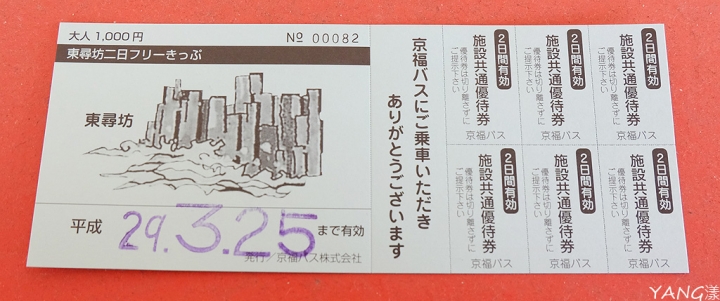 大人 1,000円 Nº 00082
東尋坊二日フリーきっぷ
東尋坊
平成 29.3.25 まで有効
発行/京福バス株式会社
京福バスにご乗車いただき
ありがとうございます
2日間有効
施設共通優待券
優待券は切り離さずに
ご提示下さい
京福バス
2日間有効
施設共通優待券
優待券は切り離さずに
ご提示下さい
京福バス
2日間有効
施設共通優待券
優待券は切り離さずに
ご提示下さい
京福バス
2日間有効
施設共通優待券
優待券は切り離さずに
ご提示下さい
京福バス
2日間有効
施設共通優待券
優待券は切り離さずに
ご提示下さい
京福バス
2日間有効
施設共通優待券
優待券は切り離さずに
ご提示下さい
京福バス
YANG漾